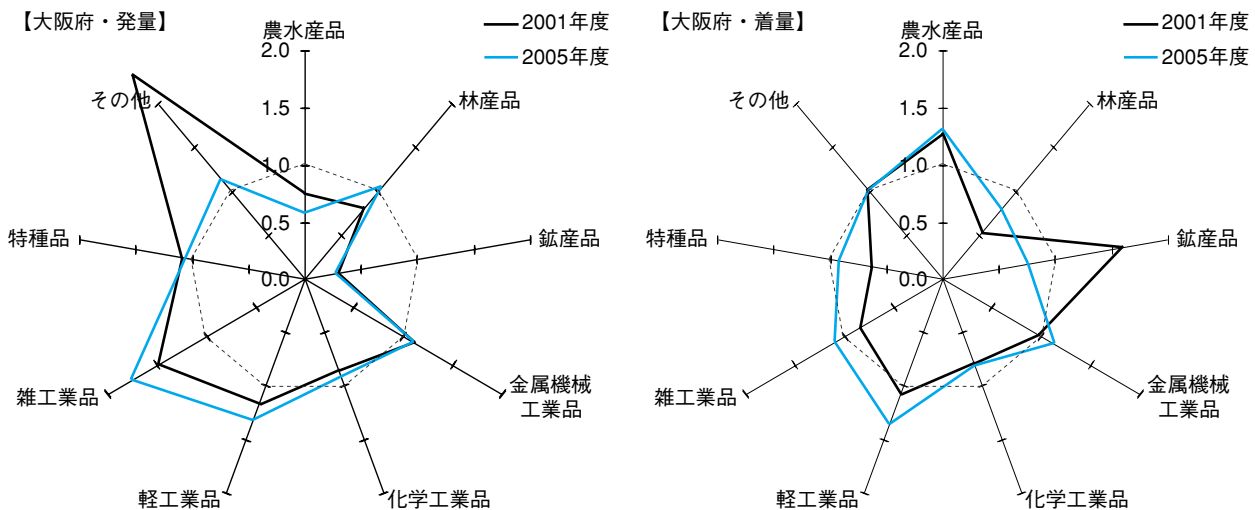 【大阪府・発量】
2001年度
2005年度
農水産品
2.0
1.5
1.0
0.5
0.0
林産品
鉱産品
金属機械
工業品
化学工業品
軽工業品
雑工業品
特種品
その他
【大阪府・着量】
2001年度
2005年度
農水産品
2.0
1.5
1.0
0.5
0.0
林産品
鉱産品
金属機械
工業品
化学工業品
軽工業品
雑工業品
特種品
その他